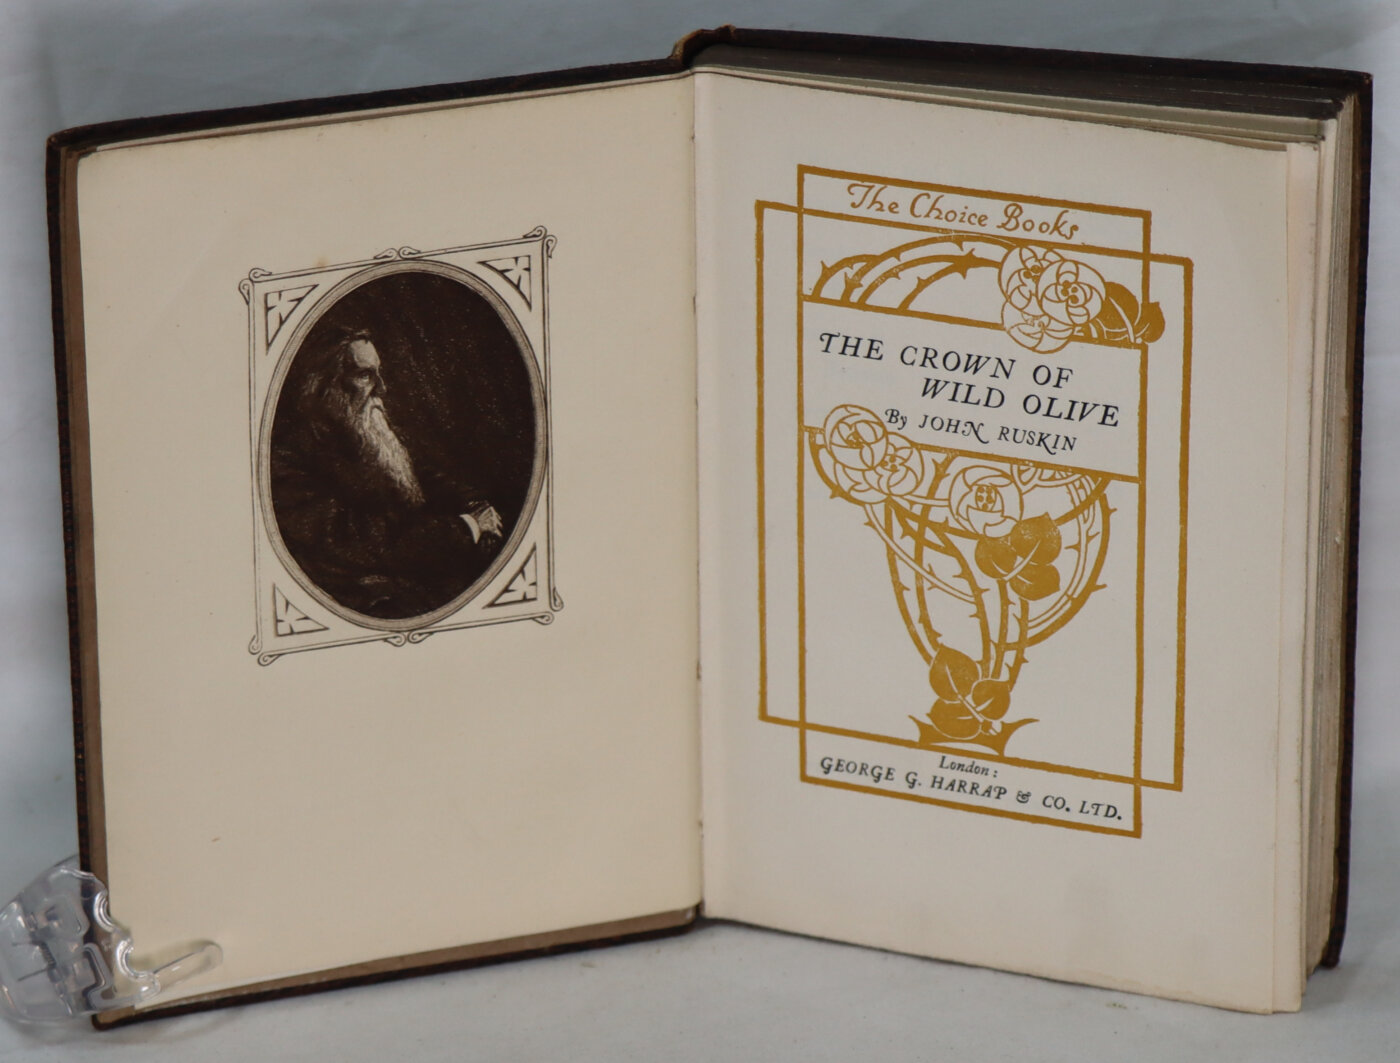 The Choice Books
THE CROWN OF
WILD OLIVE
By JOHN RUSKIN
London:
GEORGE G. HARRAP & CO. LTD.